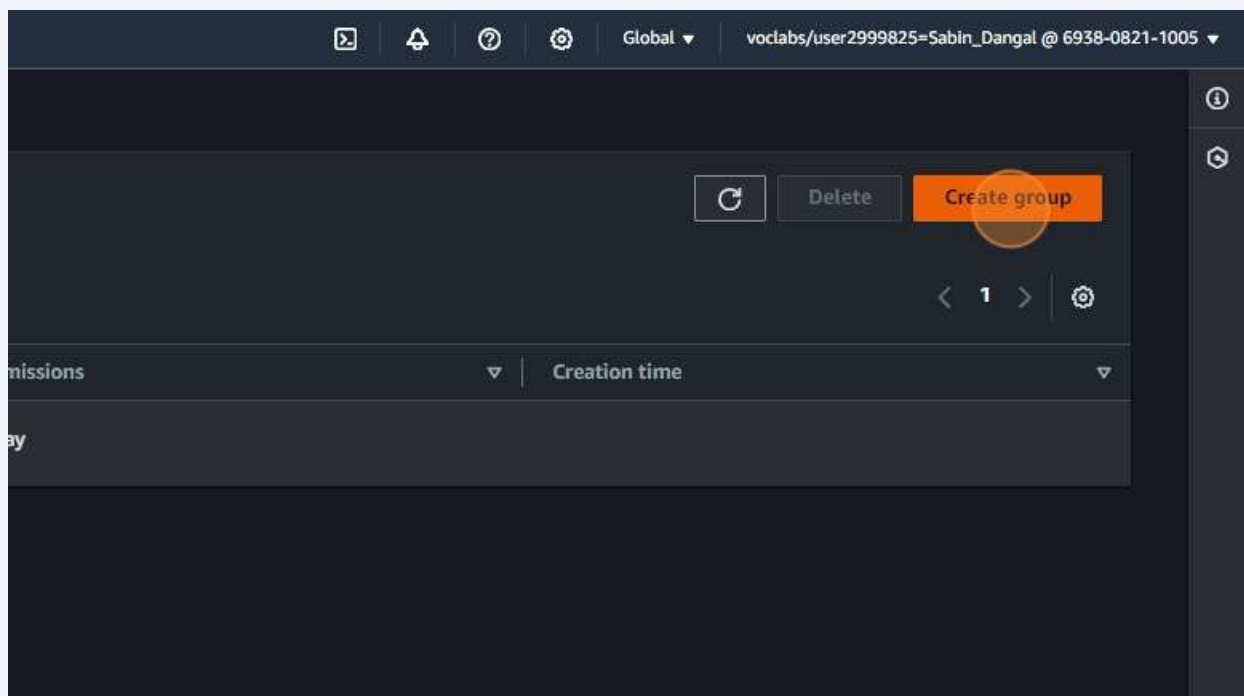 Global voclabs/user2999825=Sabin_Dangal @ 6938-0821-1005
Delete Create group
1
missions Creation time
ay